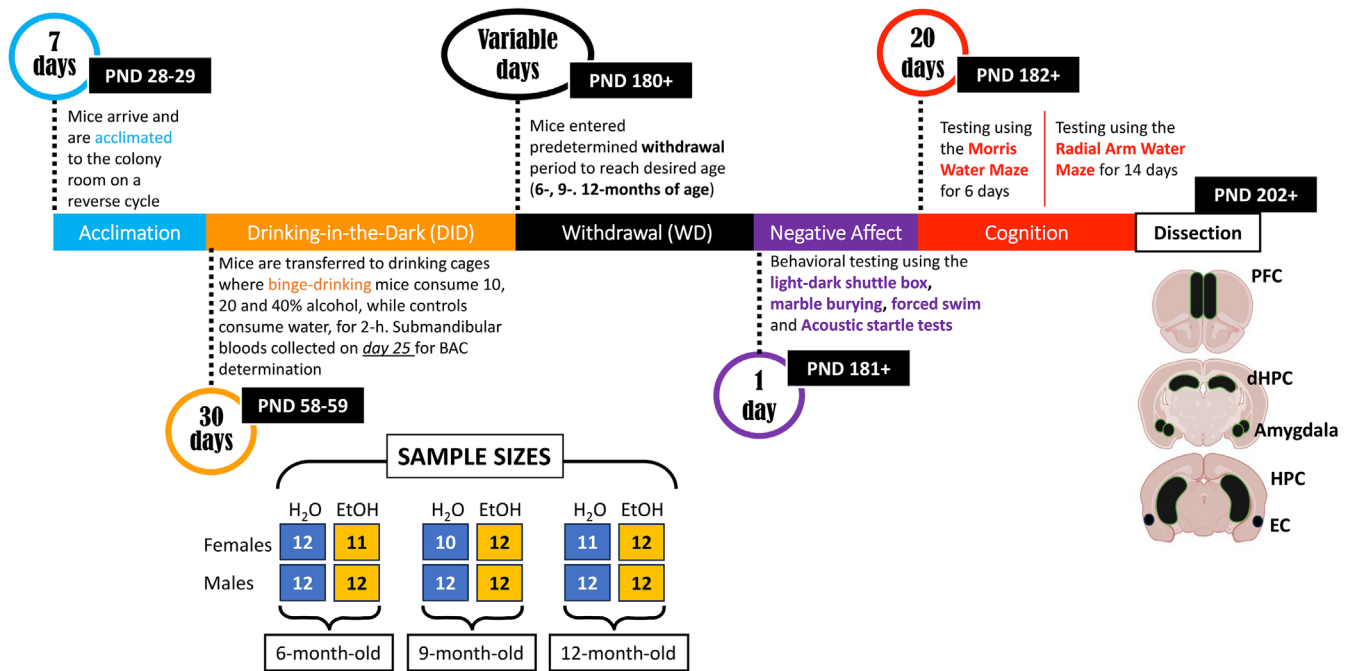 7
days
PND 28-29
Mice arrive and
are acclimated
to the colony
room on a
reverse cycle
Variable
days
PND 180+
Mice entered
predetermined withdrawal
period to reach desired age
(6-, 9-. 12-months of age)
20
days
PND 182+
Testing using
the Morris
Water Maze
for 6 days
Testing using the
Radial Arm Water
Maze for 14 days
PND 202+
Acclimation
Drinking-in-the-Dark (DID)
Withdrawal (WD)
Negative Affect
Cognition
Dissection
Mice are transferred to drinking cages
where binge-drinking mice consume 10,
20 and 40% alcohol, while controls
consume water, for 2-h. Submandibular
bloods collected on day 25 for BAC
determination
30
days
PND 58-59
Behavioral testing using the
light-dark shuttle box,
marble burying, forced swim
and Acoustic startle tests
1
day
PND 181+
PFC
dHPC
Amygdala
HPC
EC
SAMPLE SIZES
H₂O EtOH H₂O EtOH H₂O EtOH
Females 12 11 10 12 11 12
Males 12 12 12 12 12 12
6-month-old 9-month-old 12-month-old